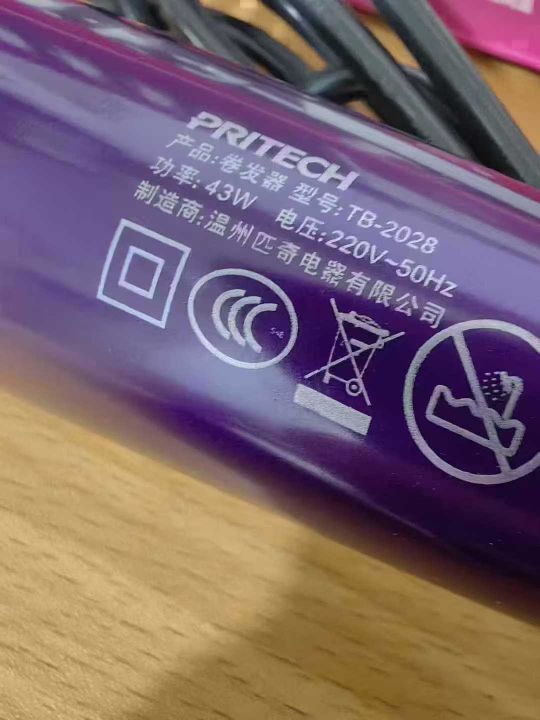 PRITECH
产品:卷发器 型号:TB-2028
功率: 43W 电压:220V~50Hz
制造商:温州匹奇电器有限公司
CCC
S&E